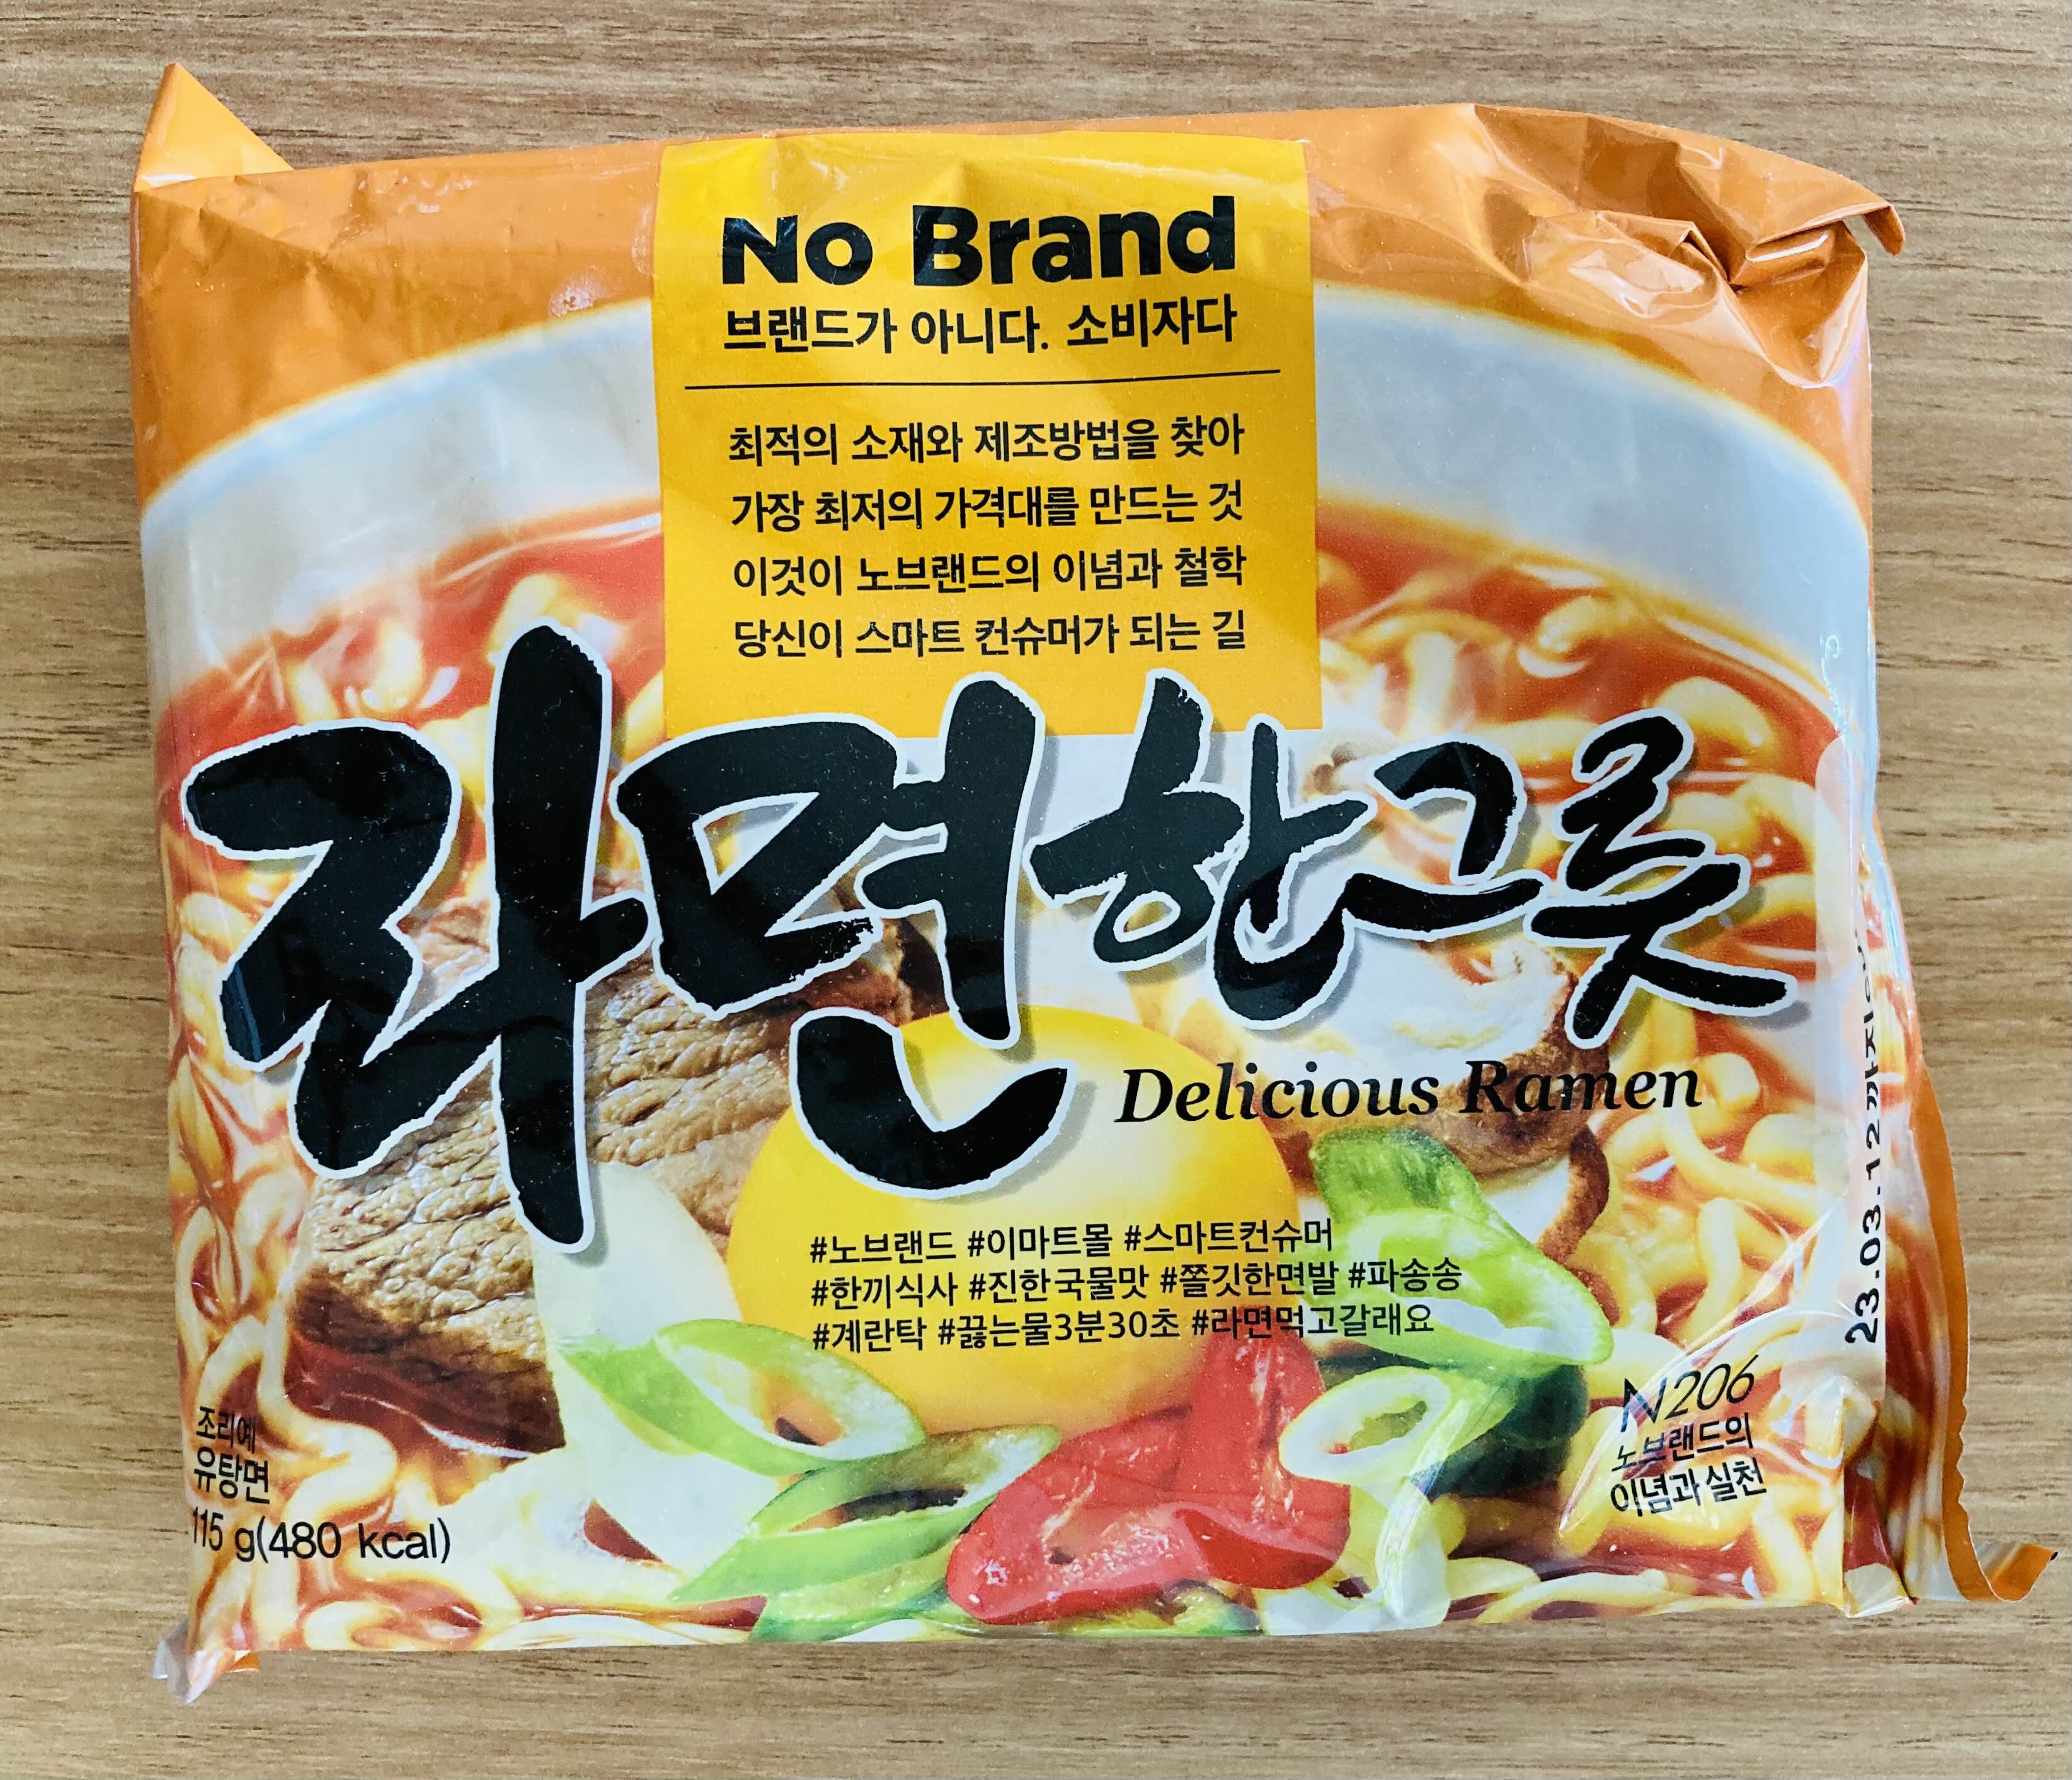 No Brand
브랜드가 아니다. 소비자다
최적의 소재와 제조방법을 찾아
가장 최저의 가격대를 만드는 것
이것이 노브랜드의 이념과 철학
당신이 스마트 컨슈머가 되는 길
라면한그릇
Delicious Ramen
#노브랜드 #이마트몰 #스마트컨슈머
#한끼식사 #진한국물맛 #쫄깃한면발 #파송송
#계란탁 #끓는물3분30초 #라면먹고갈래요
23.03.12까지
N206
노브랜드의
이념과 실천
조리예
유탕면
115 g(480 kcal)